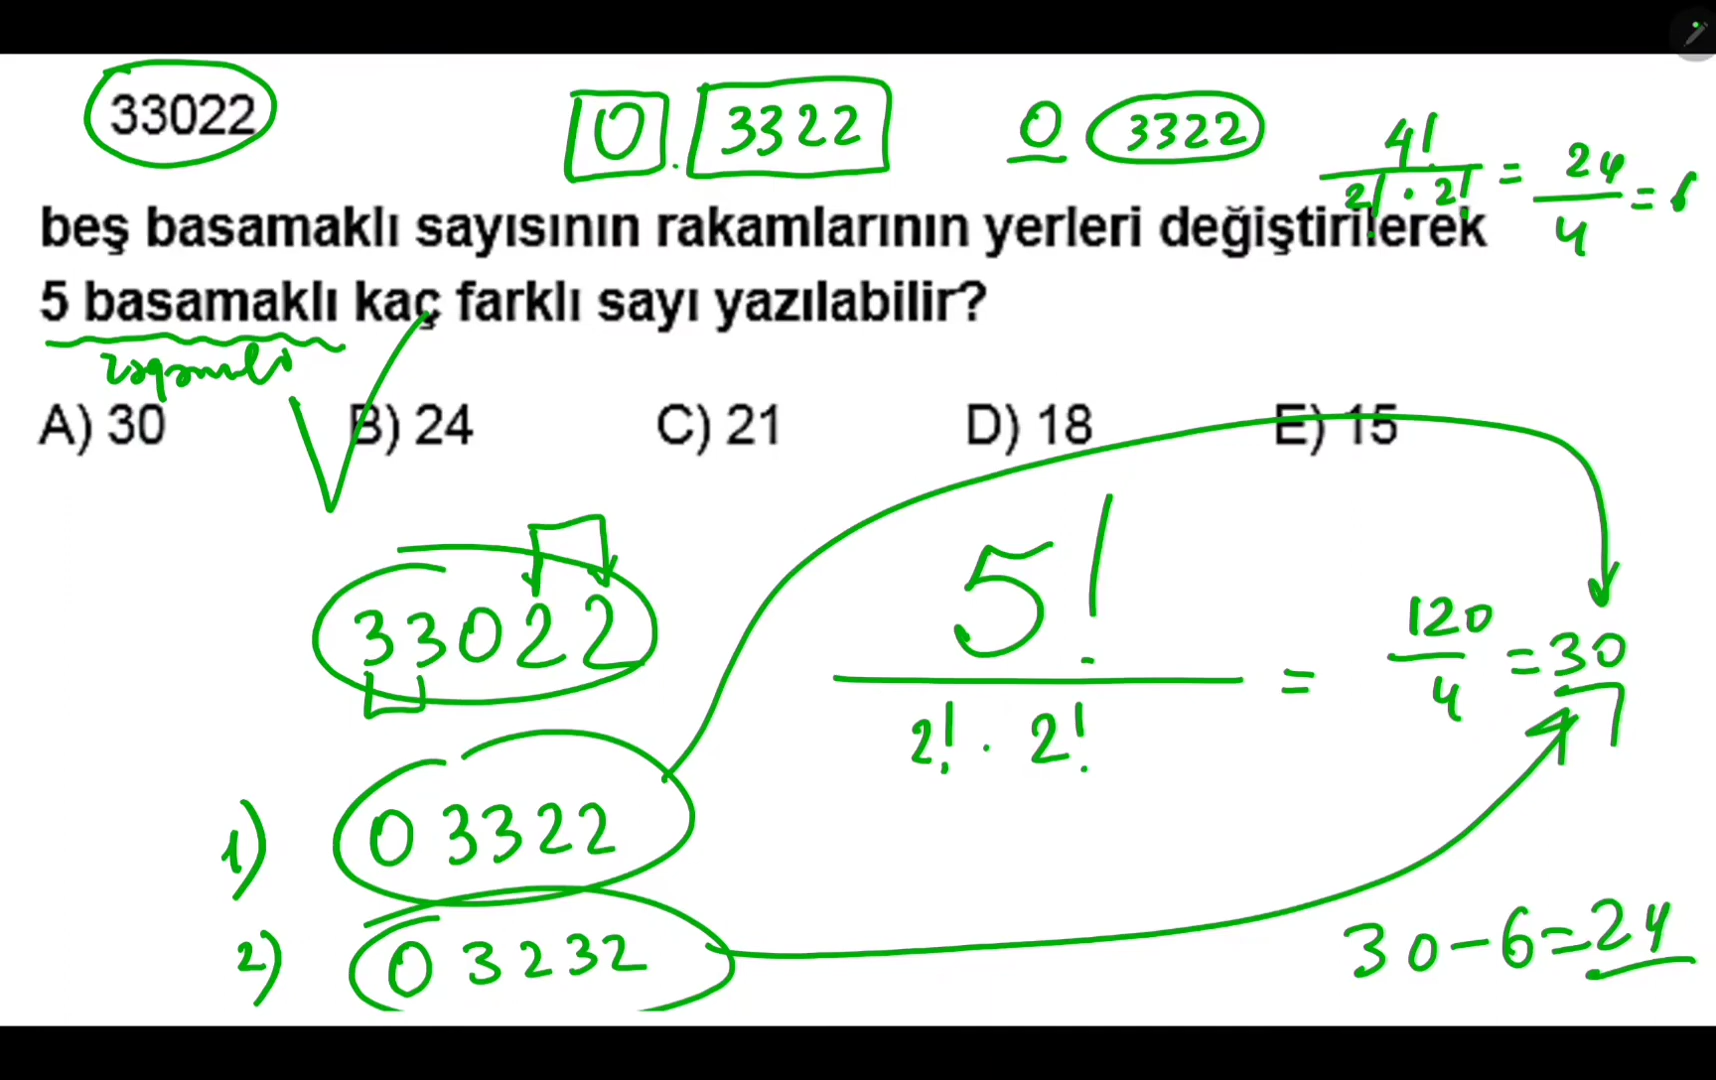 33022
0 . 3322
0 3322
4! / 2! · 2! = 24 / 4 = 6
beş basamaklı sayısının rakamlarının yerleri değiştirilerek
5 basamaklı kaç farklı sayı yazılabilir?
rəqəmli
A) 30 B) 24 C) 21 D) 18 E) 15
33022
5! / 2! · 2! = 120 / 4 = 30
1) 03322
2) 03232
30-6=24